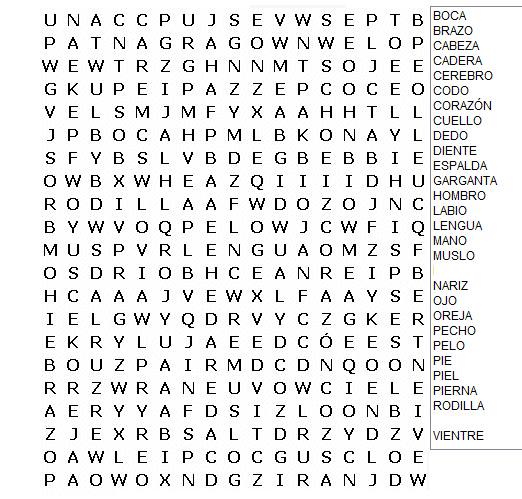 U N A C C P U J S E V W S E P T B
P A T N A G R A G O W N W E L O P
W E W T R Z G H N N M T S O J E E
G K U P E I P A Z Z E P C O C E O
V E L S M J M F Y X A A H H T L L
J P B O C A H P M L B K O N A Y L
S F Y B S L V B D E G B E B B I E
O W B X W H E A Z Q I I I I D H U
R O D I L L A A F W D O Z O J N C
B Y W V O Q P E L O W J C W F I Q
M U S P V R L E N G U A O M Z S F
O S D R I O B H C E A N R E I P B
H C A A A J V E W X L F A A Y S E
I E L G W Y Q D R V Y C Z G K E R
E K R Y L U J A E E D C Ó E E S T
B O U Z P A I R M D C D N Q O O N
R R Z W R A N E U V O W C I E L E
A E R Y Y A F D S I Z L O O N B I
Z J E X R B S A L T D R Z Y D Z V
O A W L E I P C O C G U S C L O E
P A O W O X N D G Z I R A N J D W
BOCA
BRAZO
CABEZA
CADERA
CEREBRO
CODO
CORAZÓN
CUELLO
DEDO
DIENTE
ESPALDA
GARGANTA
HOMBRO
LABIO
LENGUA
MANO
MUSLO
NARIZ
OJO
OREJA
PECHO
PELO
PIE
PIEL
PIERNA
RODILLA
VIENTRE